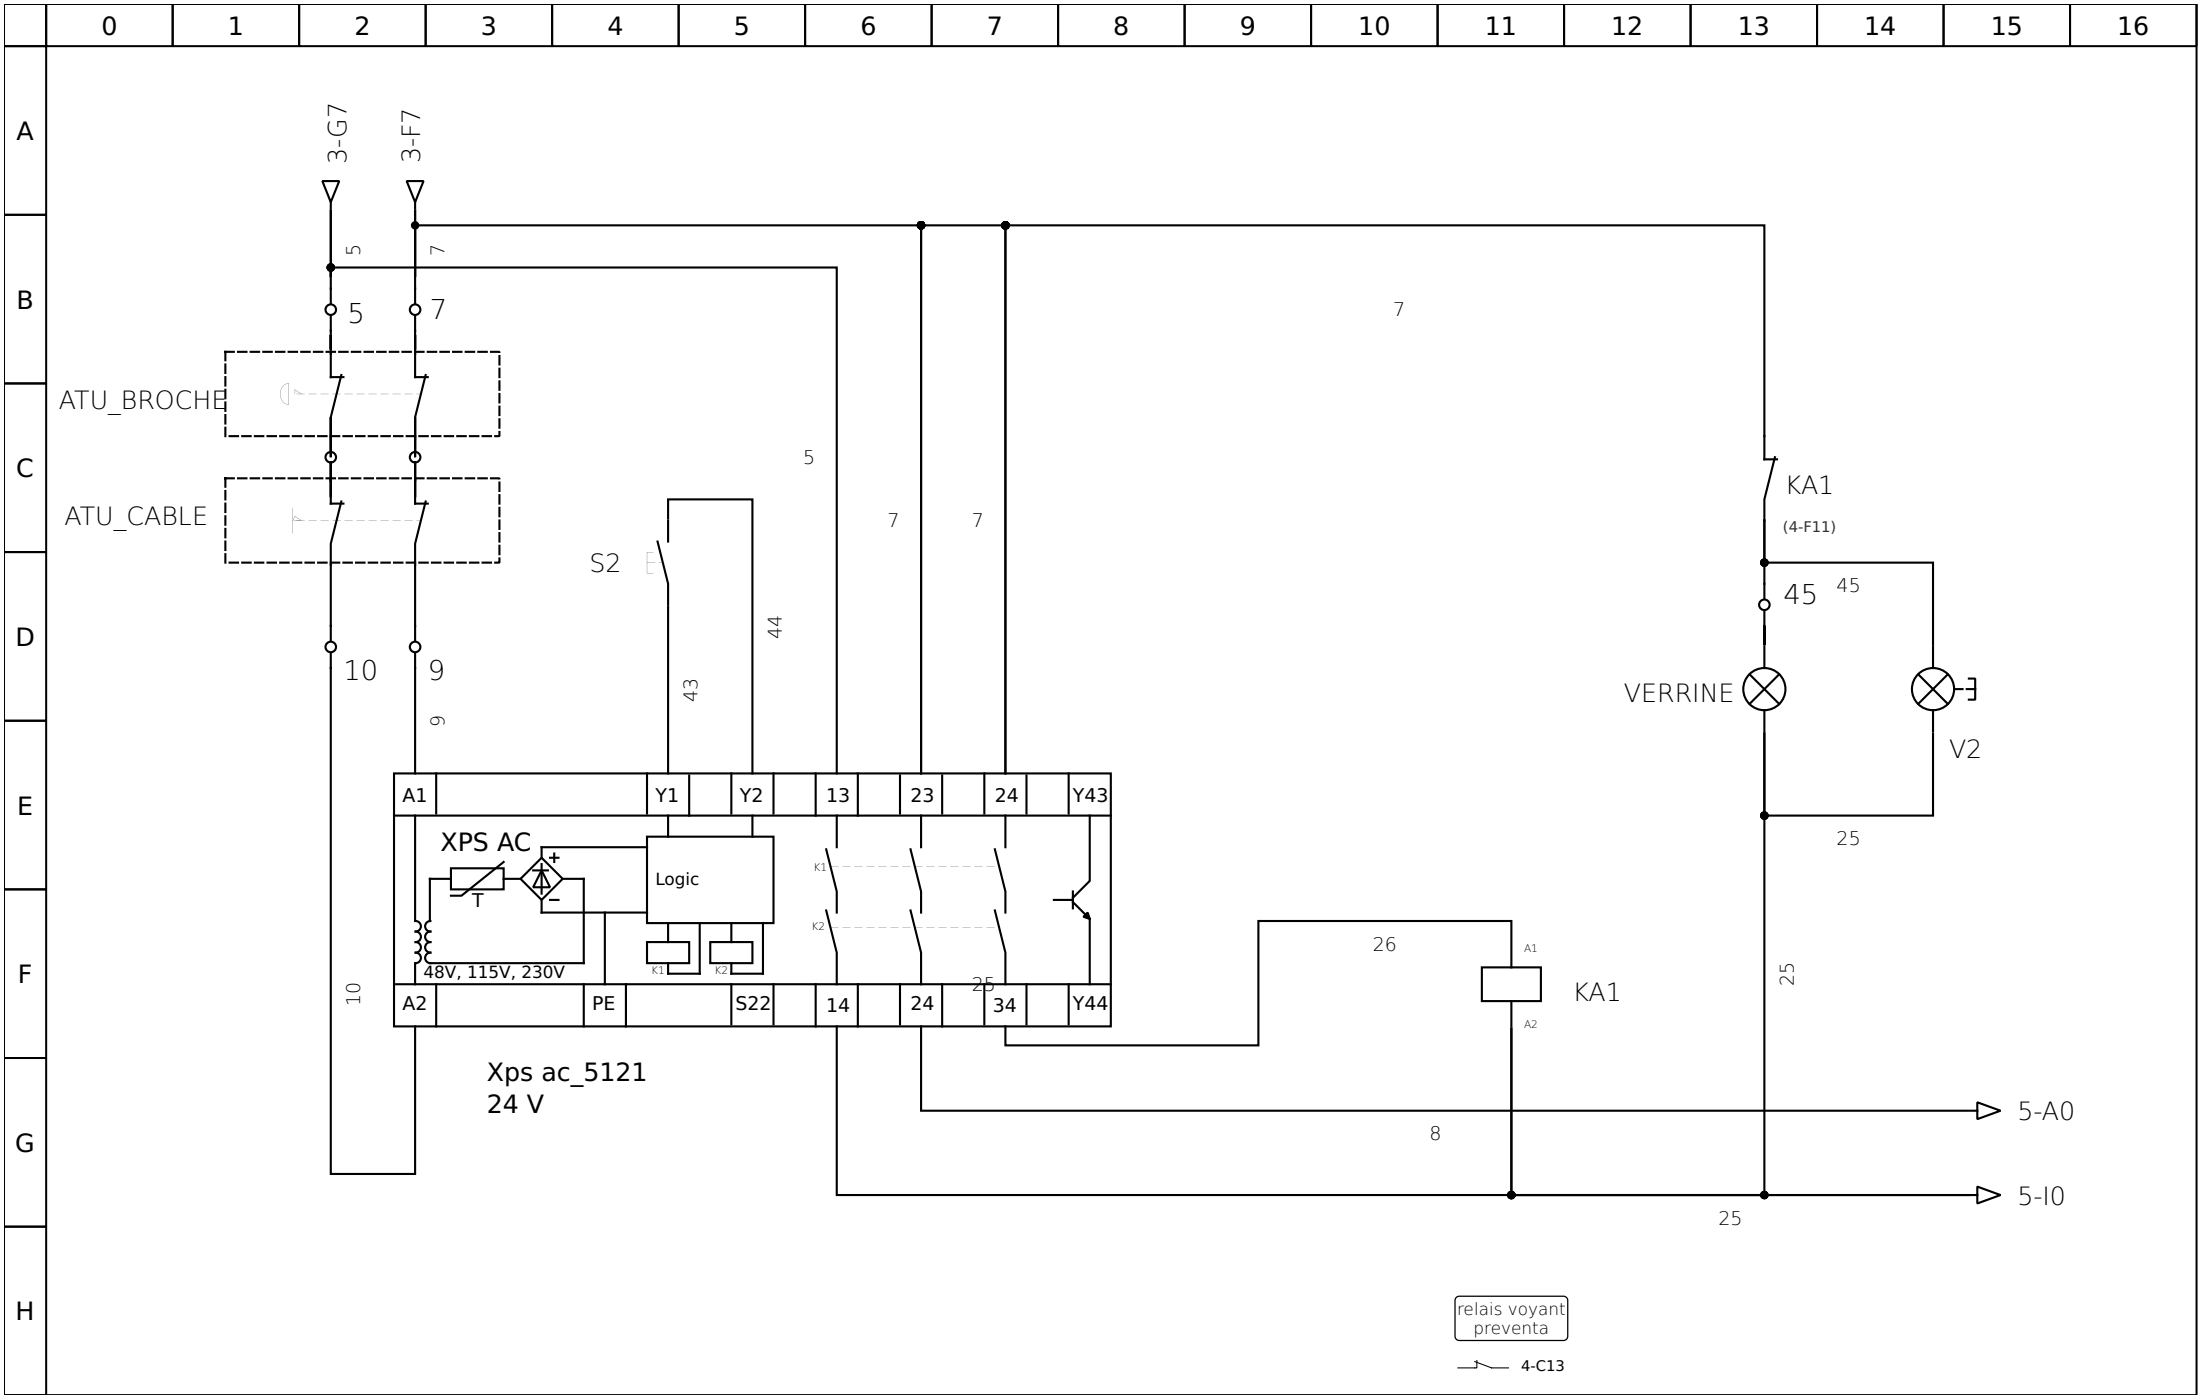 0 1 2 3 4 5 6 7 8 9 10 11 12 13 14 15 16
A
3-G7
3-F7
B
5
7
5
7
7
ATU_BROCHE
C
5
KA1
ATU_CABLE
7
7
(4-F11)
S2
45
45
D
44
10
9
43
VERRINE
9
V2
E
A1
Y1
Y2
13
23
24
Y43
25
XPS AC
+
K1
Logic
T
−
K2
26
A1
F
48V, 115V, 230V
K1
K2
25
25
10
KA1
A2
PE
S22
14
24
34
Y44
A2
Xps ac_5121
24 V
5-A0
G
8
5-I0
25
H
relais voyant
preventa
4-C13